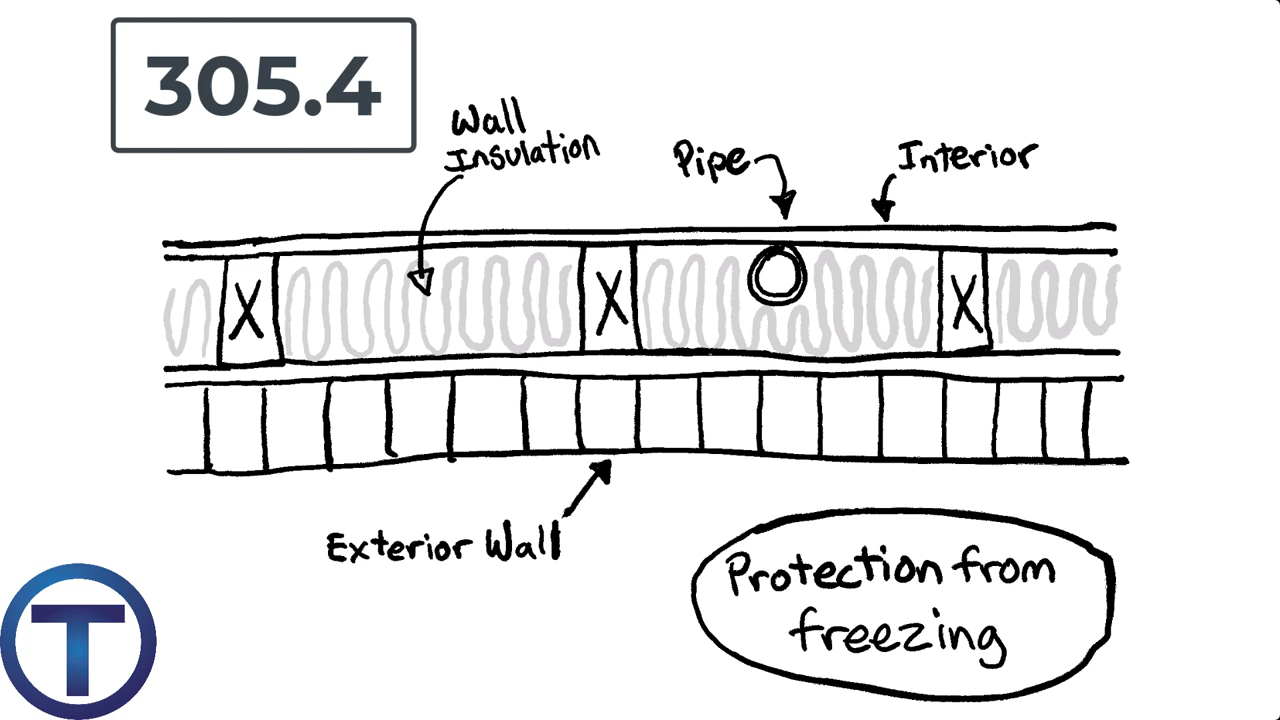 305.4
Wall
Insulation
Pipe
Interior
X
X
X
Exterior Wall
Protection from
freezing
T